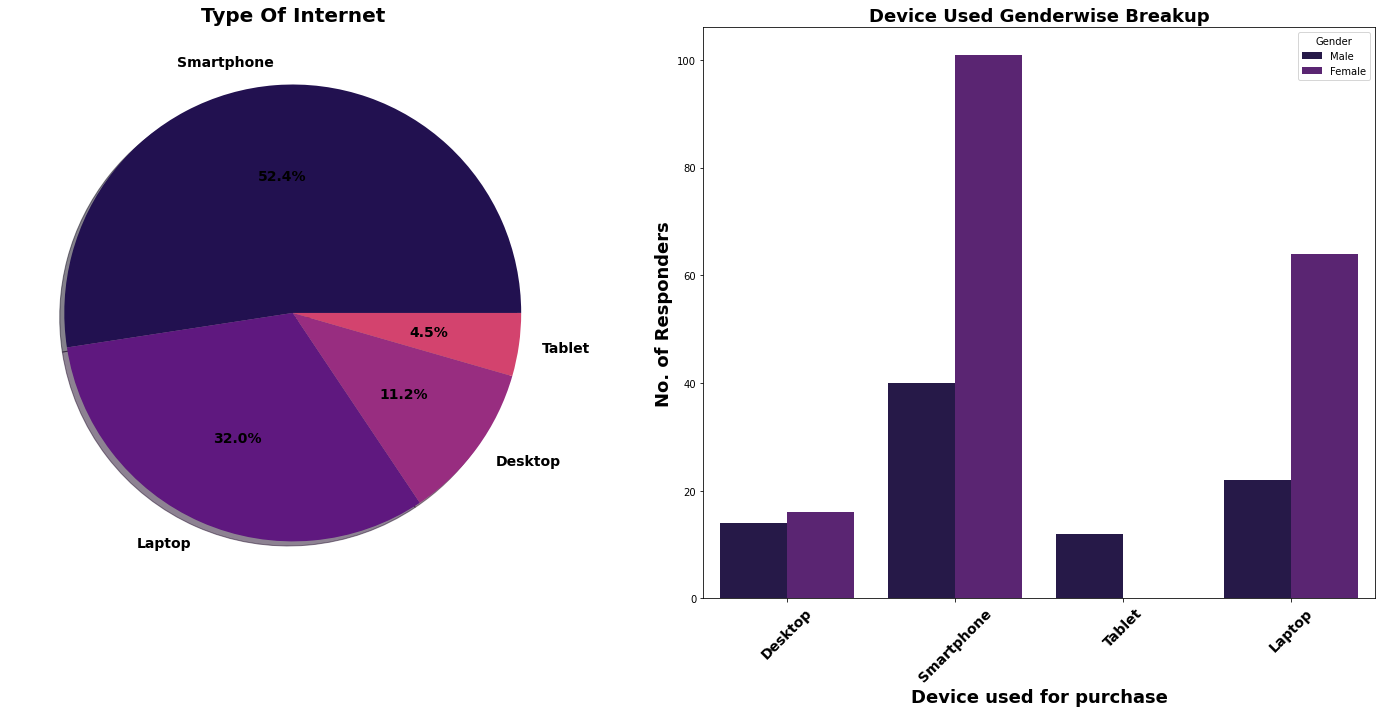 Type Of Internet
Smartphone
52.4%
4.5%
Tablet
11.2%
32.0%
Desktop
Laptop
Device Used Genderwise Breakup
Gender
Male
Female
100
80
60
40
20
0
No. of Responders
Desktop
Smartphone
Tablet
Laptop
Device used for purchase